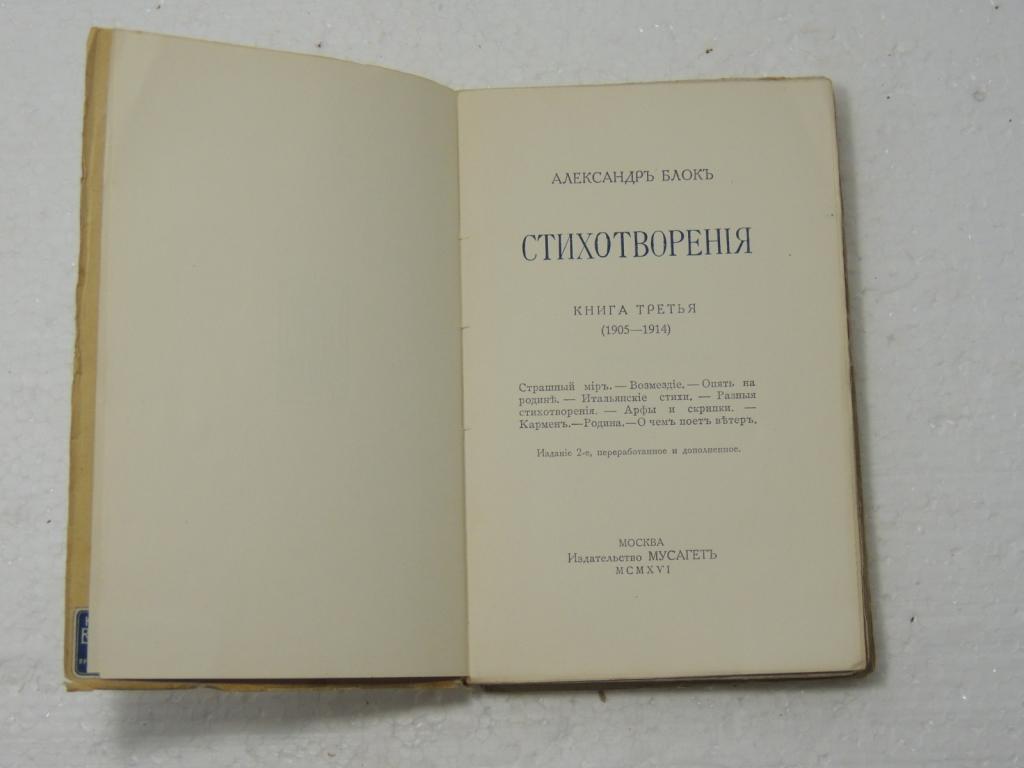 АЛЕКСАНДРЪ БЛОКЪ
СТИХОТВОРЕНІЯ
КНИГА ТРЕТЬЯ
(1905—1914)
Страшный міръ. — Возмездіе. — Опять на
родинѣ. — Итальянскіе стихи. — Разныя
стихотворенія. — Арфы и скрипки. —
Карменъ.—Родина.—О чемъ поетъ вѣтеръ.
Изданіе 2-е, переработанное и дополненное.
МОСКВА
Издательство МУСАГЕТЪ
MCMXVI